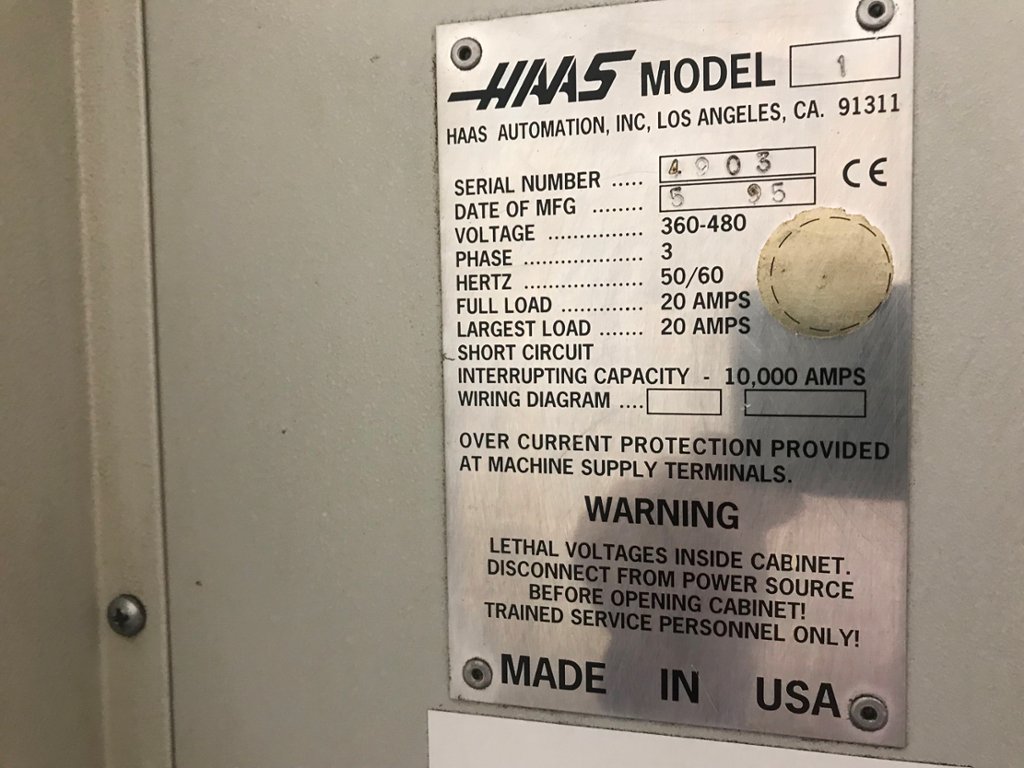 HAAS MODEL 1
HAAS AUTOMATION, INC, LOS ANGELES, CA. 91311
SERIAL NUMBER ..... 4903
CE
DATE OF MFG ........ 5 95
VOLTAGE ............... 360-480
PHASE ................... 3
HERTZ ................... 50/60
FULL LOAD ............. 20 AMPS
LARGEST LOAD ....... 20 AMPS
SHORT CIRCUIT
INTERRUPTING CAPACITY - 10,000 AMPS
WIRING DIAGRAM ....
OVER CURRENT PROTECTION PROVIDED
AT MACHINE SUPPLY TERMINALS.
WARNING
LETHAL VOLTAGES INSIDE CABINET.
DISCONNECT FROM POWER SOURCE
BEFORE OPENING CABINET!
TRAINED SERVICE PERSONNEL ONLY!
MADE IN USA